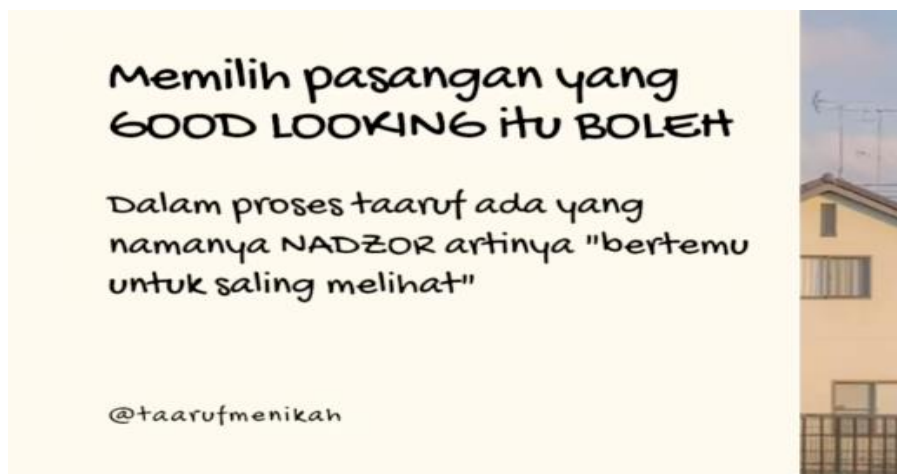 Memilih pasangan yang
GOOD LOOKING itu BOLEH
Dalam proses taaruf ada yang
namanya NADZOR artinya "bertemu
untuk saling melihat"
@taarufmenikah